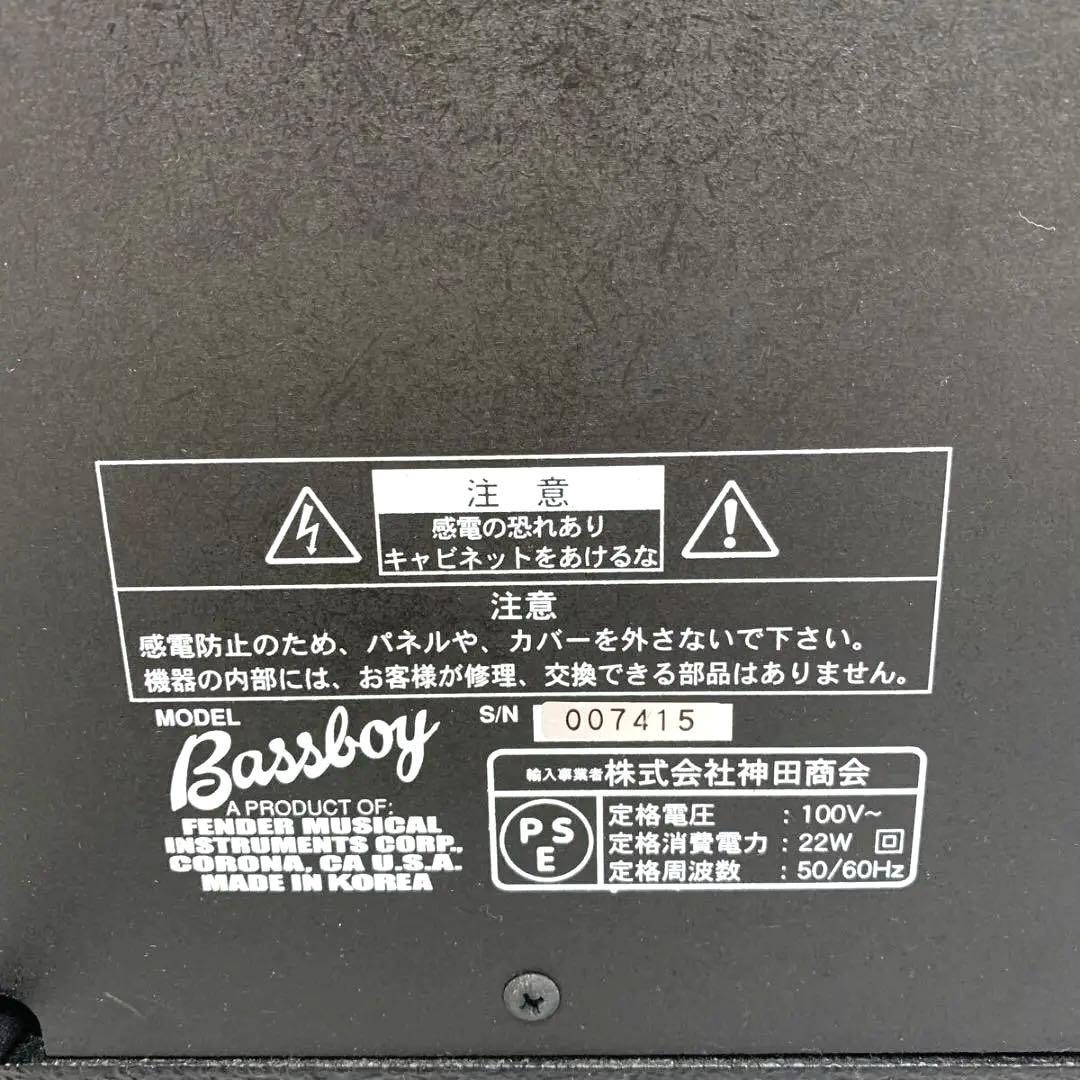 注 意
感電の恐れあり
キャビネットをあけるな
注意
感電防止のため、パネルや、カバーを外さないで下さい。
機器の内部には、お客様が修理、交換できる部品はありません。
MODEL
Bassboy
A PRODUCT OF:
FENDER MUSICAL
INSTRUMENTS CORP.,
CORONA, CA U.S.A.
MADE IN KOREA
S/N 007415
輸入事業者 株式会社神田商会
PSE
定格電圧 : 100V~
定格消費電力 : 22W
定格周波数 : 50/60Hz